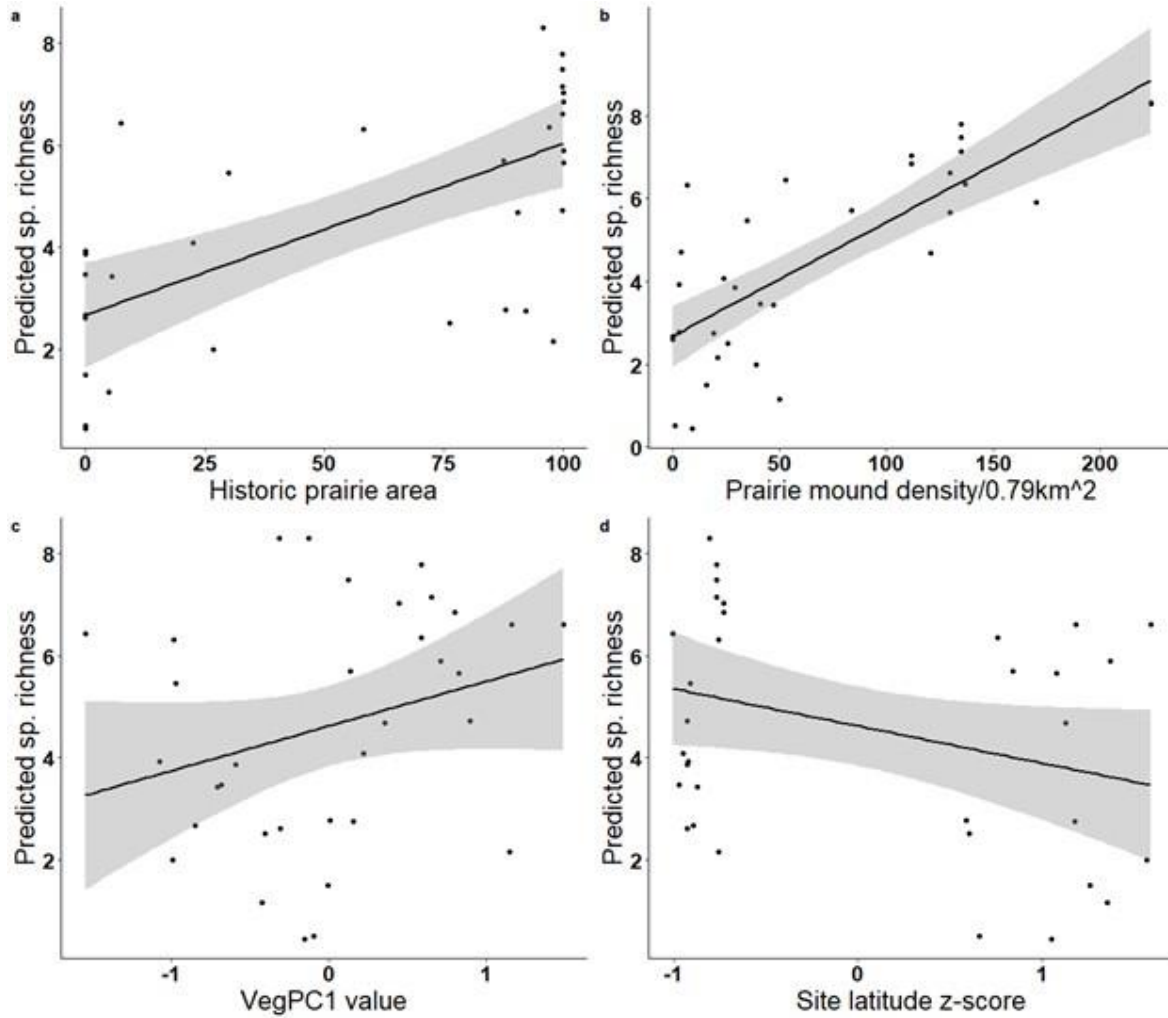 a
Predicted sp. richness
8
6
4
2
0 25 50 75 100
Historic prairie area
b
Predicted sp. richness
8
6
4
2
0
0 50 100 150 200
Prairie mound density/0.79km^2
c
Predicted sp. richness
8
6
4
2
-1 0 1
VegPC1 value
d
Predicted sp. richness
8
6
4
2
-1 0 1
Site latitude z-score